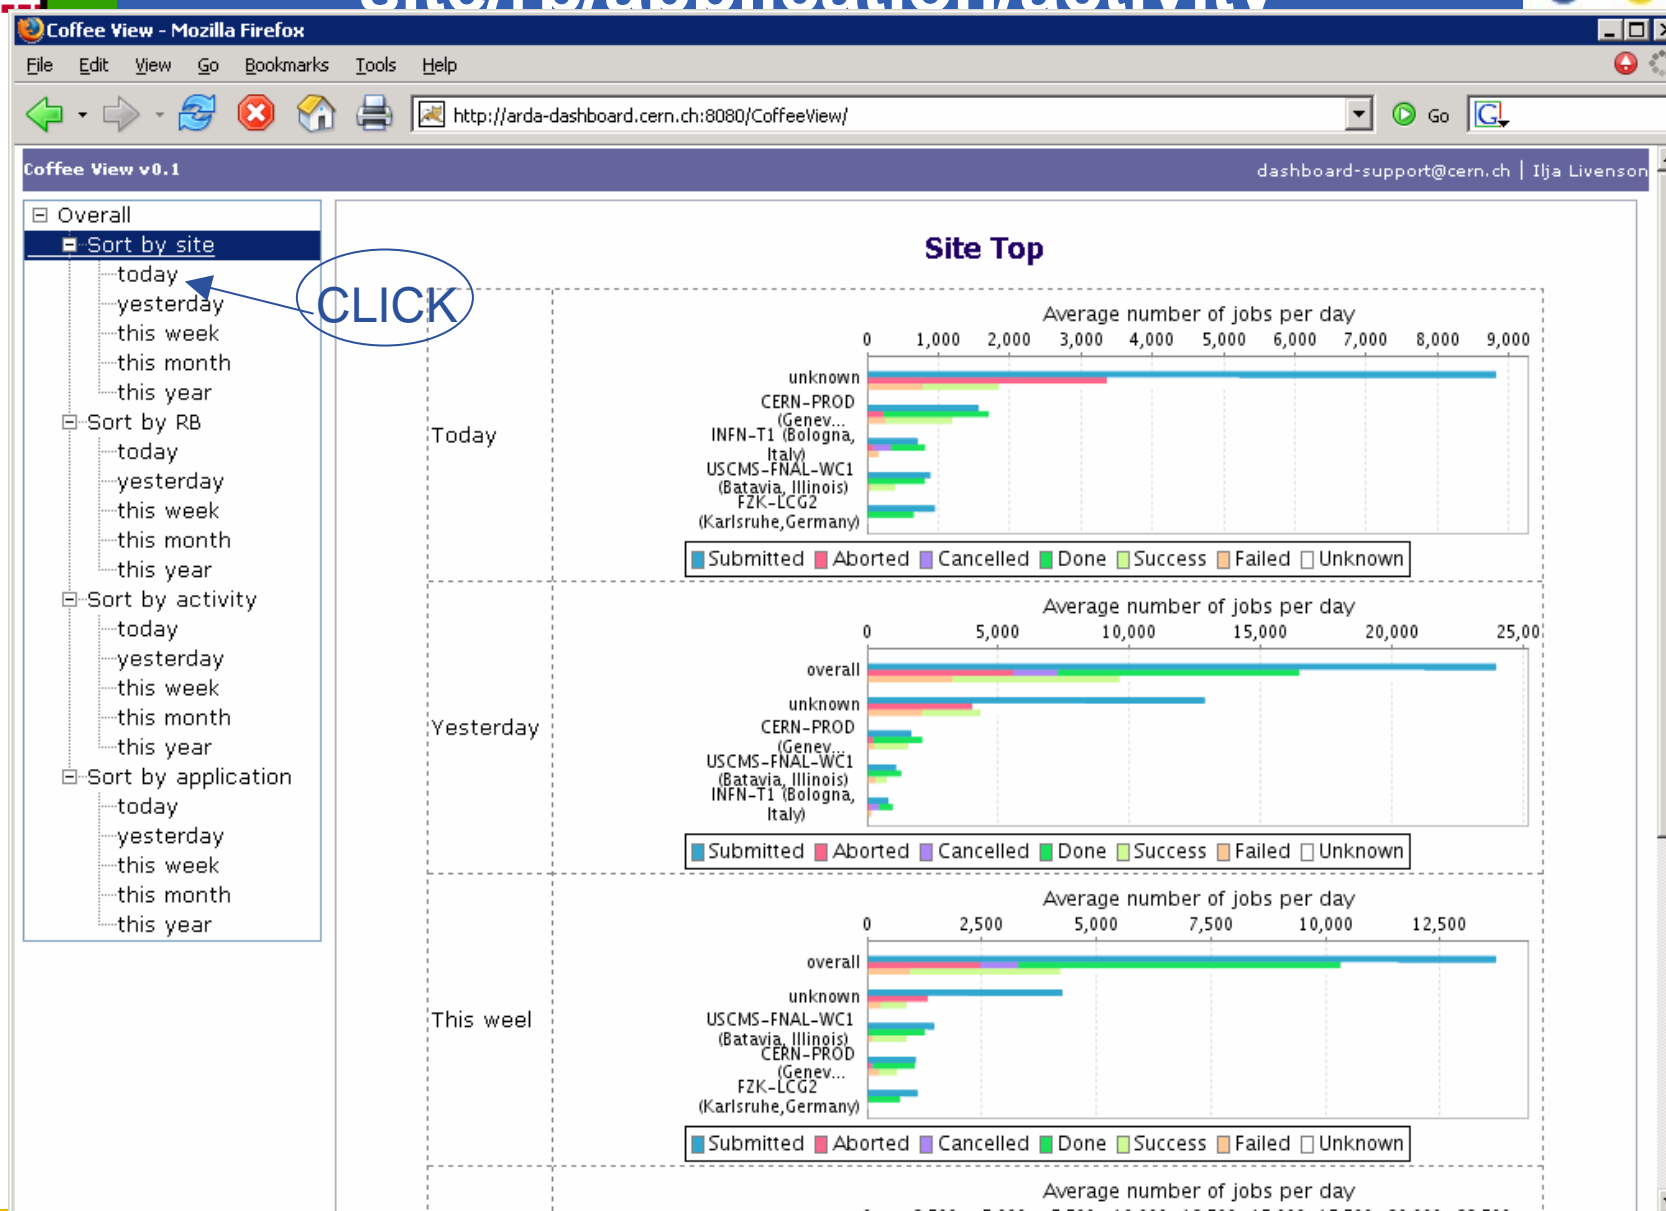 site/rb/application/activity
Coffee View - Mozilla Firefox
File Edit View Go Bookmarks Tools Help
http://arda-dashboard.cern.ch:8080/CoffeeView/
Go
G
Coffee View v0.1
dashboard-support@cern.ch | Ilja Livenson
Overall
Sort by site
today
yesterday
this week
this month
this year
Sort by RB
today
yesterday
this week
this month
this year
Sort by activity
today
yesterday
this week
this month
this year
Sort by application
today
yesterday
this week
this month
this year
CLICK
Site Top
Today
Average number of jobs per day
0 1,000 2,000 3,000 4,000 5,000 6,000 7,000 8,000 9,000
unknown
CERN-PROD
(Genev...
INFN-T1 (Bologna,
Italy)
USCMS-FNAL-WC1
(Batavia, Illinois)
FZK-LCG2
(Karlsruhe,Germany)
Submitted Aborted Cancelled Done Success Failed Unknown
Yesterday
Average number of jobs per day
0 5,000 10,000 15,000 20,000 25,00
overall
unknown
CERN-PROD
(Genev...
USCMS-FNAL-WC1
(Batavia, Illinois)
INFN-T1 (Bologna,
Italy)
Submitted Aborted Cancelled Done Success Failed Unknown
This weel
Average number of jobs per day
0 2,500 5,000 7,500 10,000 12,500
overall
unknown
USCMS-FNAL-WC1
(Batavia, Illinois)
CERN-PROD
(Genev...
FZK-LCG2
(Karlsruhe,Germany)
Submitted Aborted Cancelled Done Success Failed Unknown
Average number of jobs per day